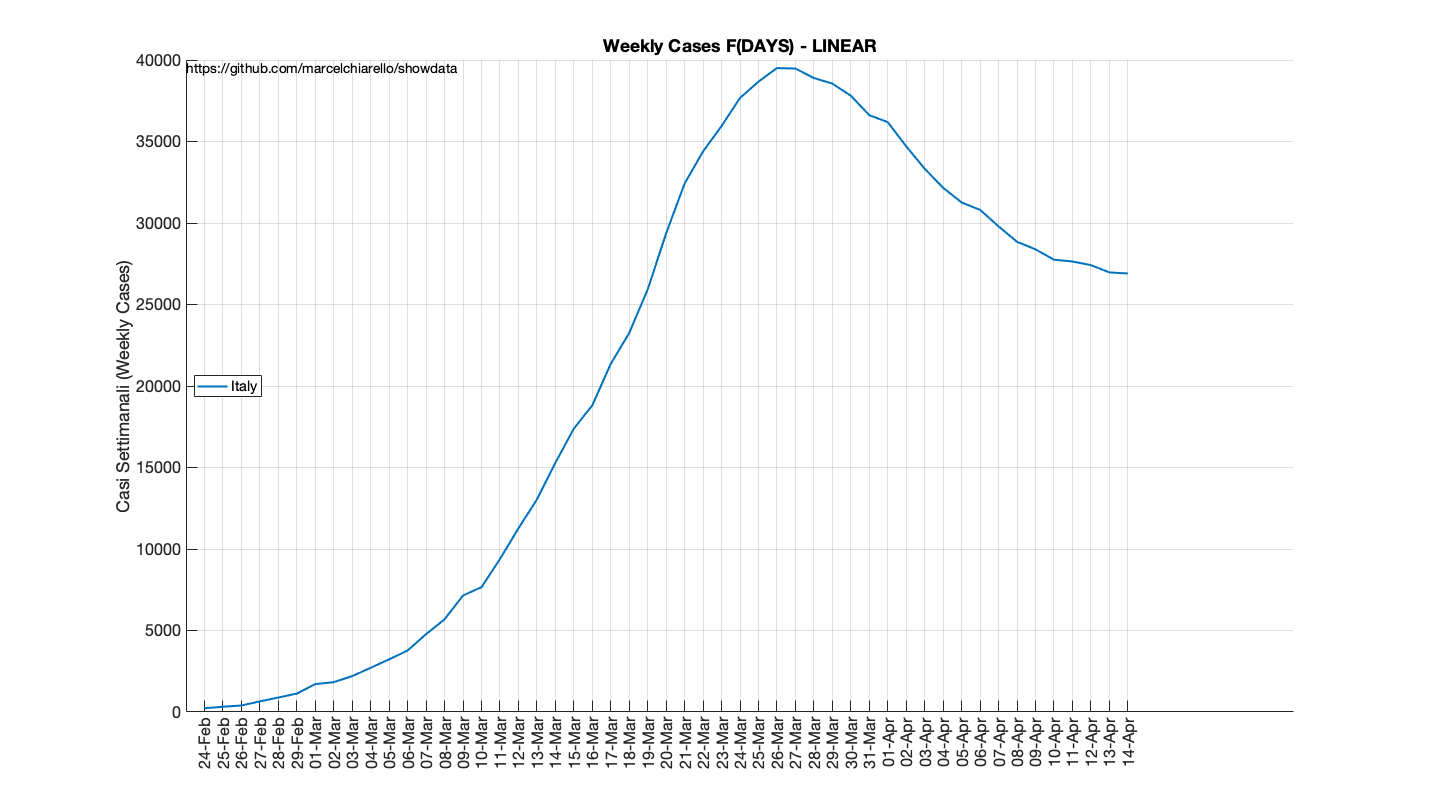 Weekly Cases F(DAYS) - LINEAR
https://github.com/marcelchiarello/showdata
40000
35000
30000
25000
20000
15000
10000
5000
0
Casi Settimanali (Weekly Cases)
Italy
24-Feb
25-Feb
26-Feb
27-Feb
28-Feb
29-Feb
01-Mar
02-Mar
03-Mar
04-Mar
05-Mar
06-Mar
07-Mar
08-Mar
09-Mar
10-Mar
11-Mar
12-Mar
13-Mar
14-Mar
15-Mar
16-Mar
17-Mar
18-Mar
19-Mar
20-Mar
21-Mar
22-Mar
23-Mar
24-Mar
25-Mar
26-Mar
27-Mar
28-Mar
29-Mar
30-Mar
31-Mar
01-Apr
02-Apr
03-Apr
04-Apr
05-Apr
06-Apr
07-Apr
08-Apr
09-Apr
10-Apr
11-Apr
12-Apr
13-Apr
14-Apr